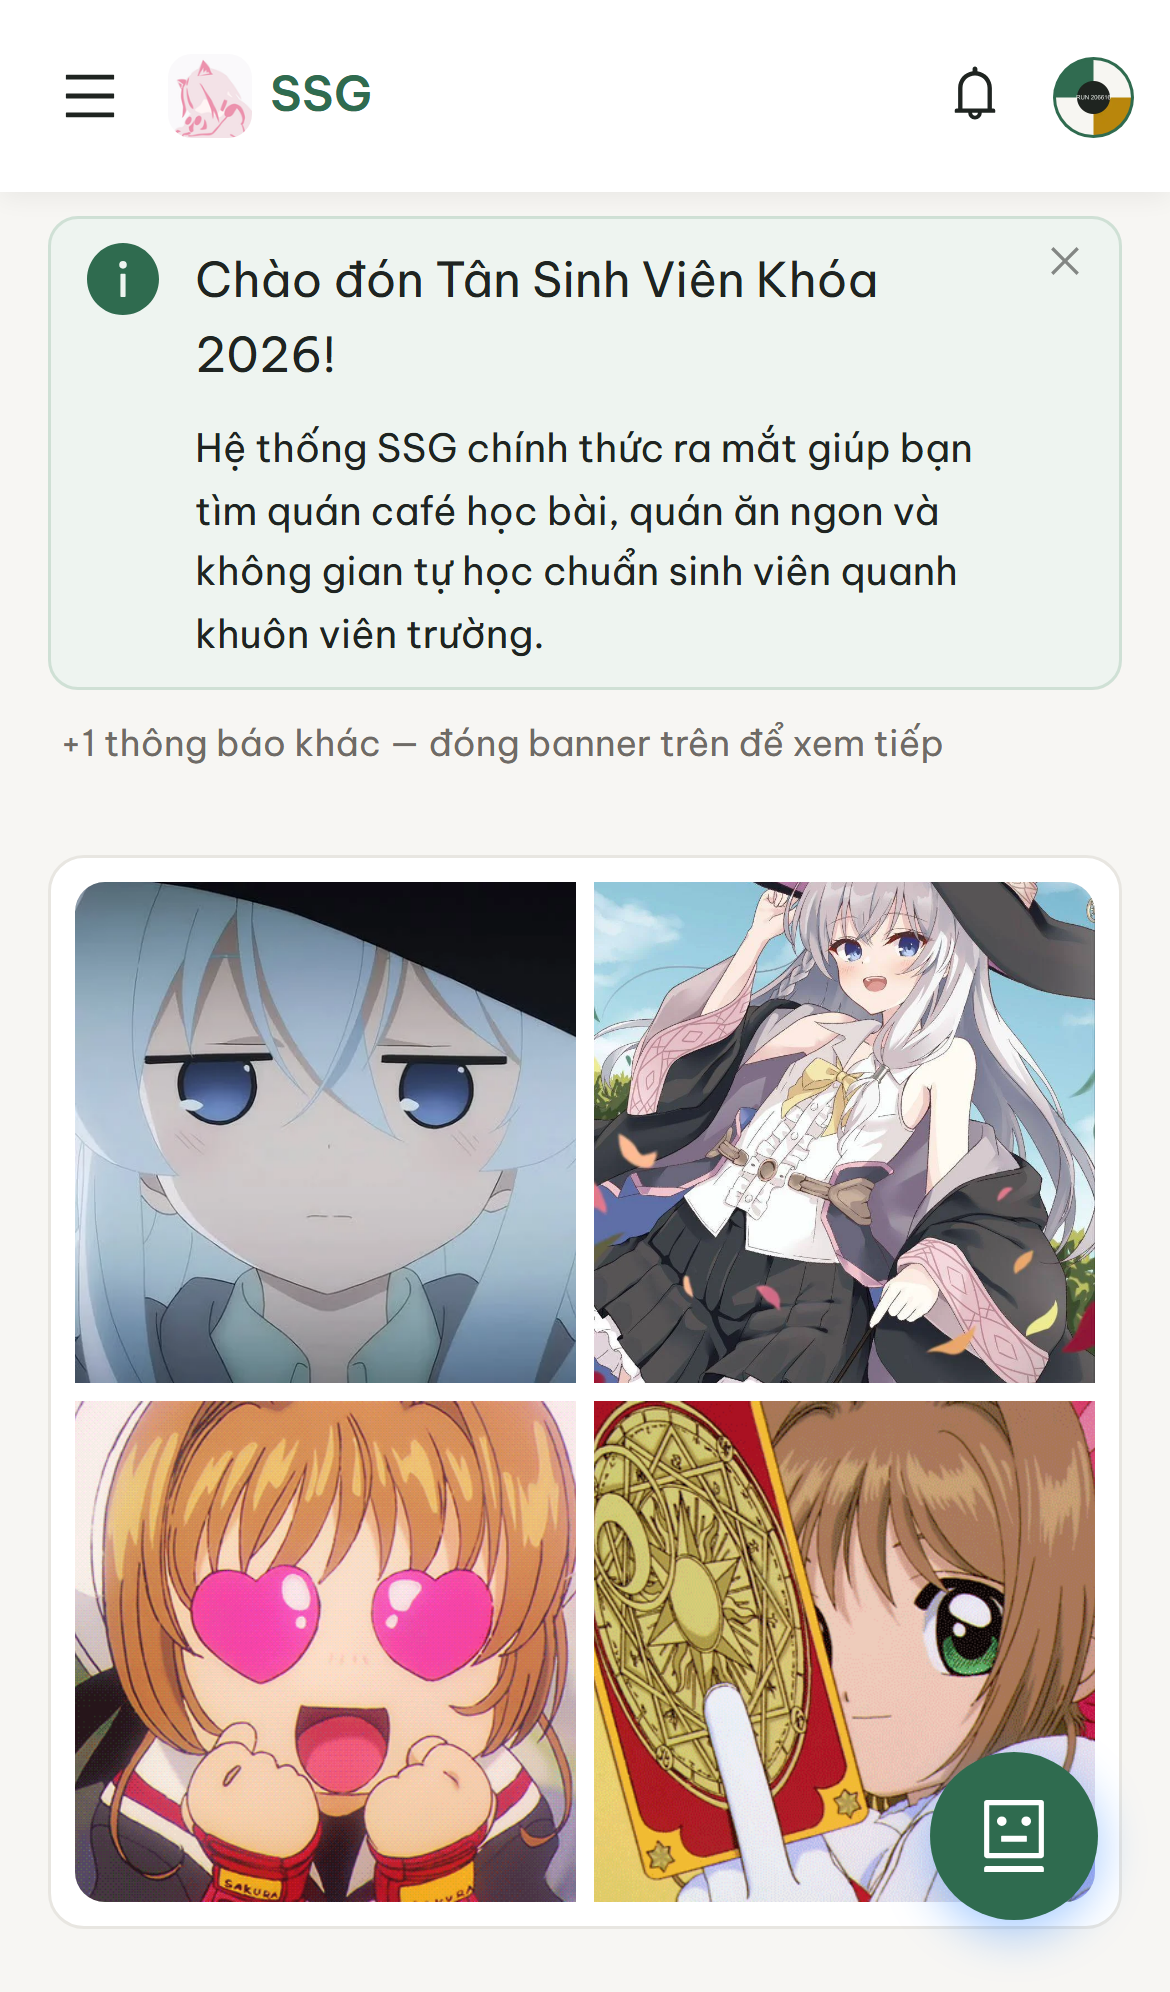 SSG
Chào đón Tân Sinh Viên Khóa
2026!
Hệ thống SSG chính thức ra mắt giúp bạn
tìm quán café học bài, quán ăn ngon và
không gian tự học chuẩn sinh viên quanh
khuôn viên trường.
+1 thông báo khác — đóng banner trên để xem tiếp
SAKURA
SAKURA